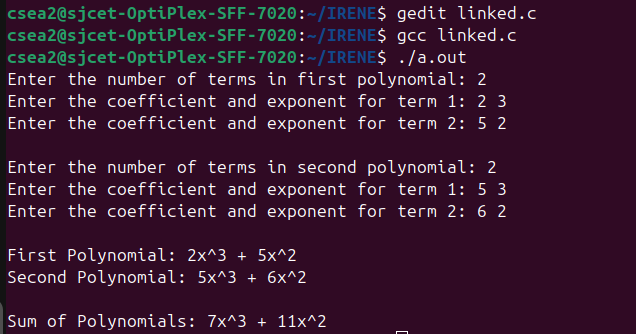 csea2@sjcet-OptiPlex-SFF-7020:~/IRENE$ gedit linked.c
csea2@sjcet-OptiPlex-SFF-7020:~/IRENE$ gcc linked.c
csea2@sjcet-OptiPlex-SFF-7020:~/IRENE$ ./a.out
Enter the number of terms in first polynomial: 2
Enter the coefficient and exponent for term 1: 2 3
Enter the coefficient and exponent for term 2: 5 2
Enter the number of terms in second polynomial: 2
Enter the coefficient and exponent for term 1: 5 3
Enter the coefficient and exponent for term 2: 6 2
First Polynomial: 2x^3 + 5x^2
Second Polynomial: 5x^3 + 6x^2
Sum of Polynomials: 7x^3 + 11x^2